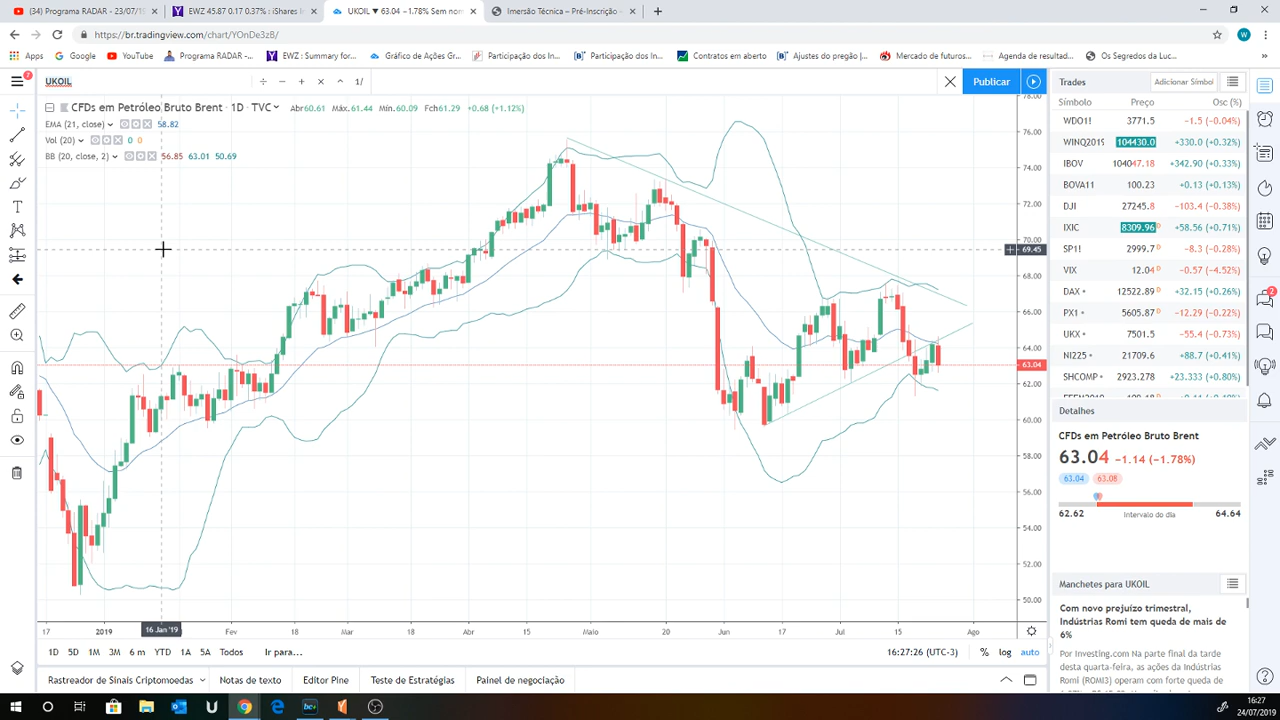 (34) Programa RADAR - 23/07/19
EWZ 45.87 0.17 0.37% : iShares I
UKOIL ▼ 63.04 −1.78% Sem nom
Imersão Técnica – Pré-Inscrição –
br.tradingview.com/chart/YOnDe3zB/
W
Apps
Google
YouTube
Programa RADAR -...
EWZ : Summary for...
Gráfico de Ações Gr...
Participação dos In...
Participação dos In...
Contratos em aberto
Ajustes do pregão |...
Mercado de futuros...
Agenda de resultad...
Os Segredos da Luc...
»
7
UKOIL
1/
Publicar
CFDs em Petróleo Bruto Brent · 1D · TVC
Abr60.61 Máx.61.44 Mín.60.09 Fch61.29 +0.68 (+1.12%)
EMA (21, close) 58.82
Vol (20) 0 0
BB (20, close, 2) 56.85 63.01 50.69
78.00
76.00
74.00
72.00
70.00
69.45
68.00
66.00
64.00
63.04
62.00
60.00
58.00
56.00
54.00
52.00
50.00
17 2019 16 Jan '19 Fev 18 Mar 18 Abr 15 Maio 20 Jun 17 Jul 15 Ago
1D 5D 1M 3M 6 m YTD 1A 5A Todos Ir para... 16:27:26 (UTC-3) % log auto
Rastreador de Sinais Criptomoedas Notas de texto Editor Pine Teste de Estratégias Painel de negociação
Trades Adicionar Símbol
Símbolo Preço Osc (%)
WDO1! 3771.5 −1.5 (−0.04%)
WINQ2019 104430.0 +330.0 (+0.32%)
IBOV 104047.18 +342.90 (+0.33%)
BOVA11 100.23 +0.13 (+0.13%)
DJI 27245.8 −103.4 (−0.38%)
IXIC 8309.96 D +58.56 (+0.71%)
SP1! 2999.7 D −8.3 (−0.28%)
VIX 12.04 D −0.57 (−4.52%)
DAX 12522.89 D +32.15 (+0.26%)
PX1 5605.87 −12.29 (−0.22%)
UKX 7501.5 −55.4 (−0.73%)
NI225 21709.6 +88.7 (+0.41%)
SHCOMP 2923.278 +23.333 (+0.80%)
2
Detalhes
CFDs em Petróleo Bruto Brent
63.04 −1.14 (−1.78%)
63.04 63.08
62.62 Intervalo do dia 64.64
Manchetes para UKOIL
Com novo prejuízo trimestral,
Indústrias Romi tem queda de mais de
6%
Por Investing.com Na parte final da
tarde desta quarta-feira, as ações da Indústrias
Romi (ROMI3) operam com forte queda de
16:27
24/07/2019